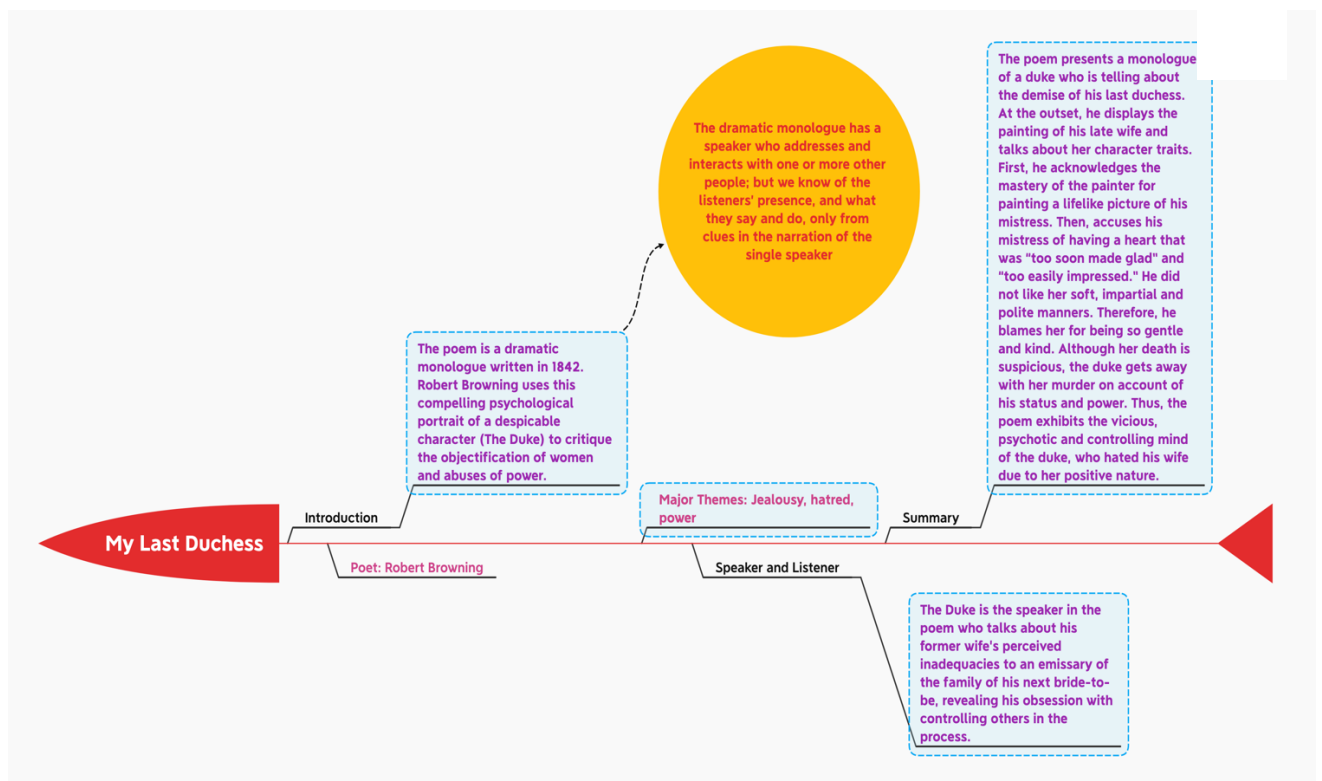 My Last Duchess
Introduction
The poem is a dramatic
monologue written in 1842.
Robert Browning uses this
compelling psychological
portrait of a despicable
character (The Duke) to critique
the objectification of women
and abuses of power.
The dramatic monologue has a
speaker who addresses and
interacts with one or more other
people; but we know of the
listeners' presence, and what
they say and do, only from
clues in the narration of the
single speaker
Poet: Robert Browning
Major Themes: Jealousy, hatred,
power
Speaker and Listener
The Duke is the speaker in the
poem who talks about his
former wife's perceived
inadequacies to an emissary of
the family of his next bride-to-
be, revealing his obsession with
controlling others in the
process.
Summary
The poem presents a monologue
of a duke who is telling about
the demise of his last duchess.
At the outset, he displays the
painting of his late wife and
talks about her character traits.
First, he acknowledges the
mastery of the painter for
painting a lifelike picture of his
mistress. Then, accuses his
mistress of having a heart that
was "too soon made glad" and
"too easily impressed." He did
not like her soft, impartial and
polite manners. Therefore, he
blames her for being so gentle
and kind. Although her death is
suspicious, the duke gets away
with her murder on account of
his status and power. Thus, the
poem exhibits the vicious,
psychotic and controlling mind
of the duke, who hated his wife
due to her positive nature.